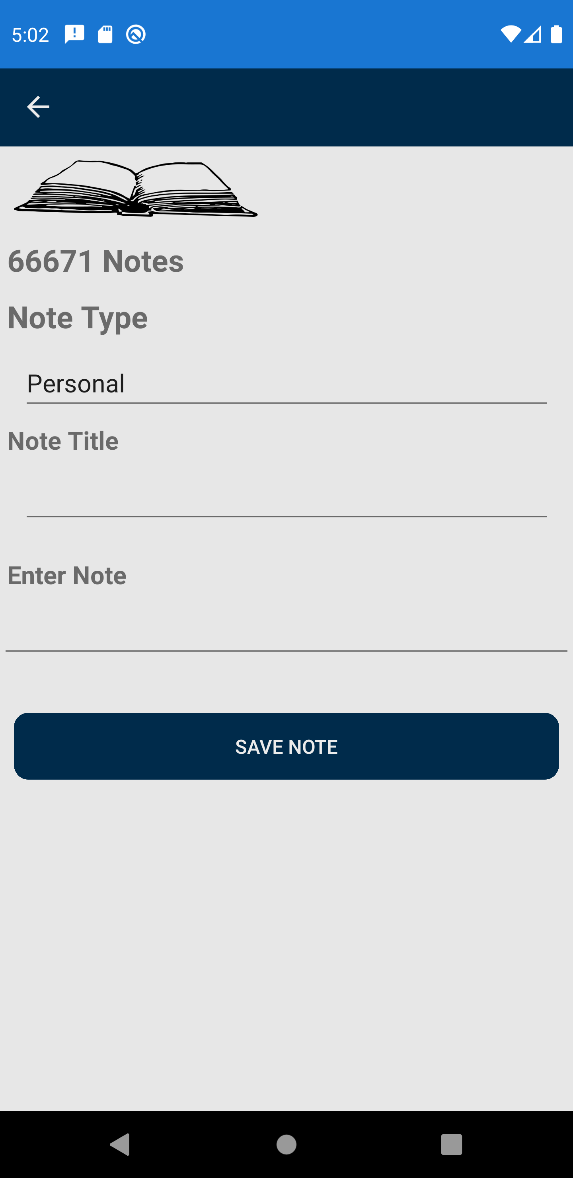 5:02
66671 Notes
Note Type
Personal
Note Title
Enter Note
SAVE NOTE